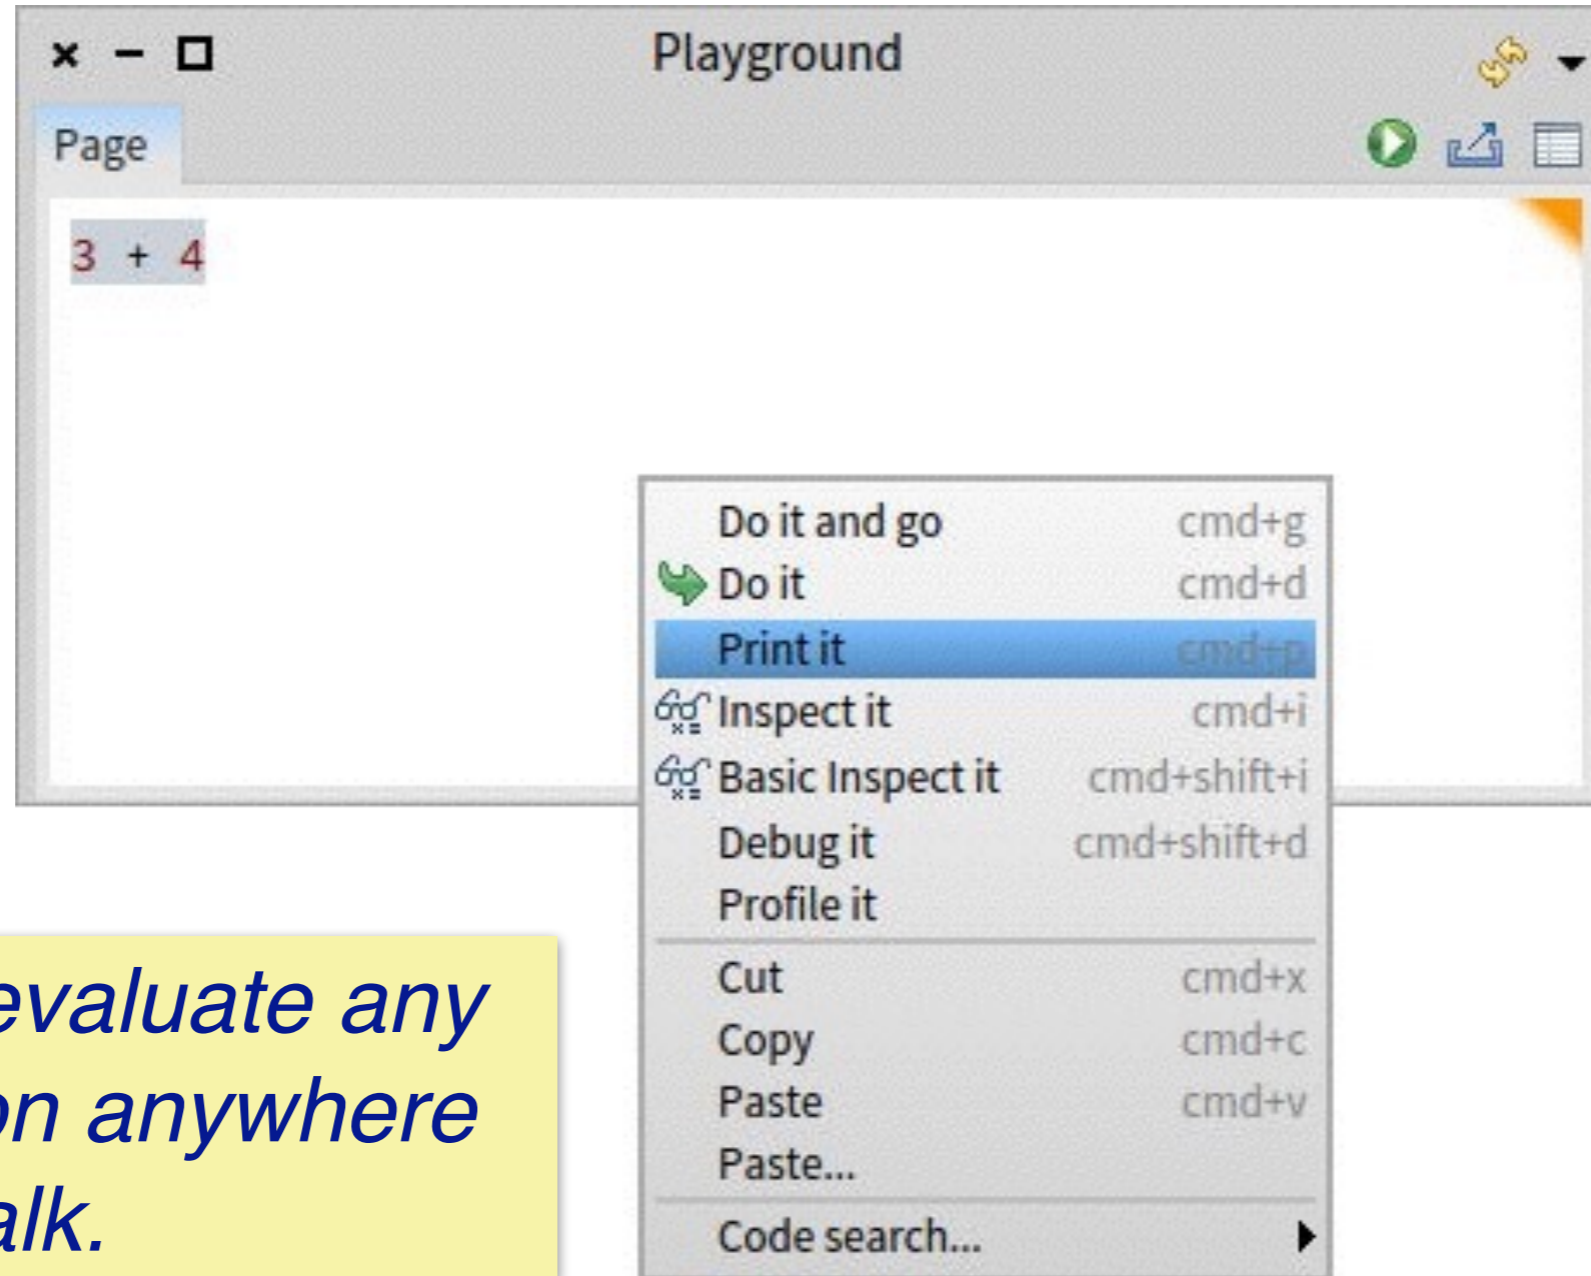 Playground
Page
3 + 4
Do it and go cmd+g
Do it cmd+d
Print it cmd+p
Inspect it cmd+i
Basic Inspect it cmd+shift+i
Debug it cmd+shift+d
Profile it
Cut cmd+x
Copy cmd+c
Paste cmd+v
Paste...
Code search...
evaluate any
on anywhere
alk.